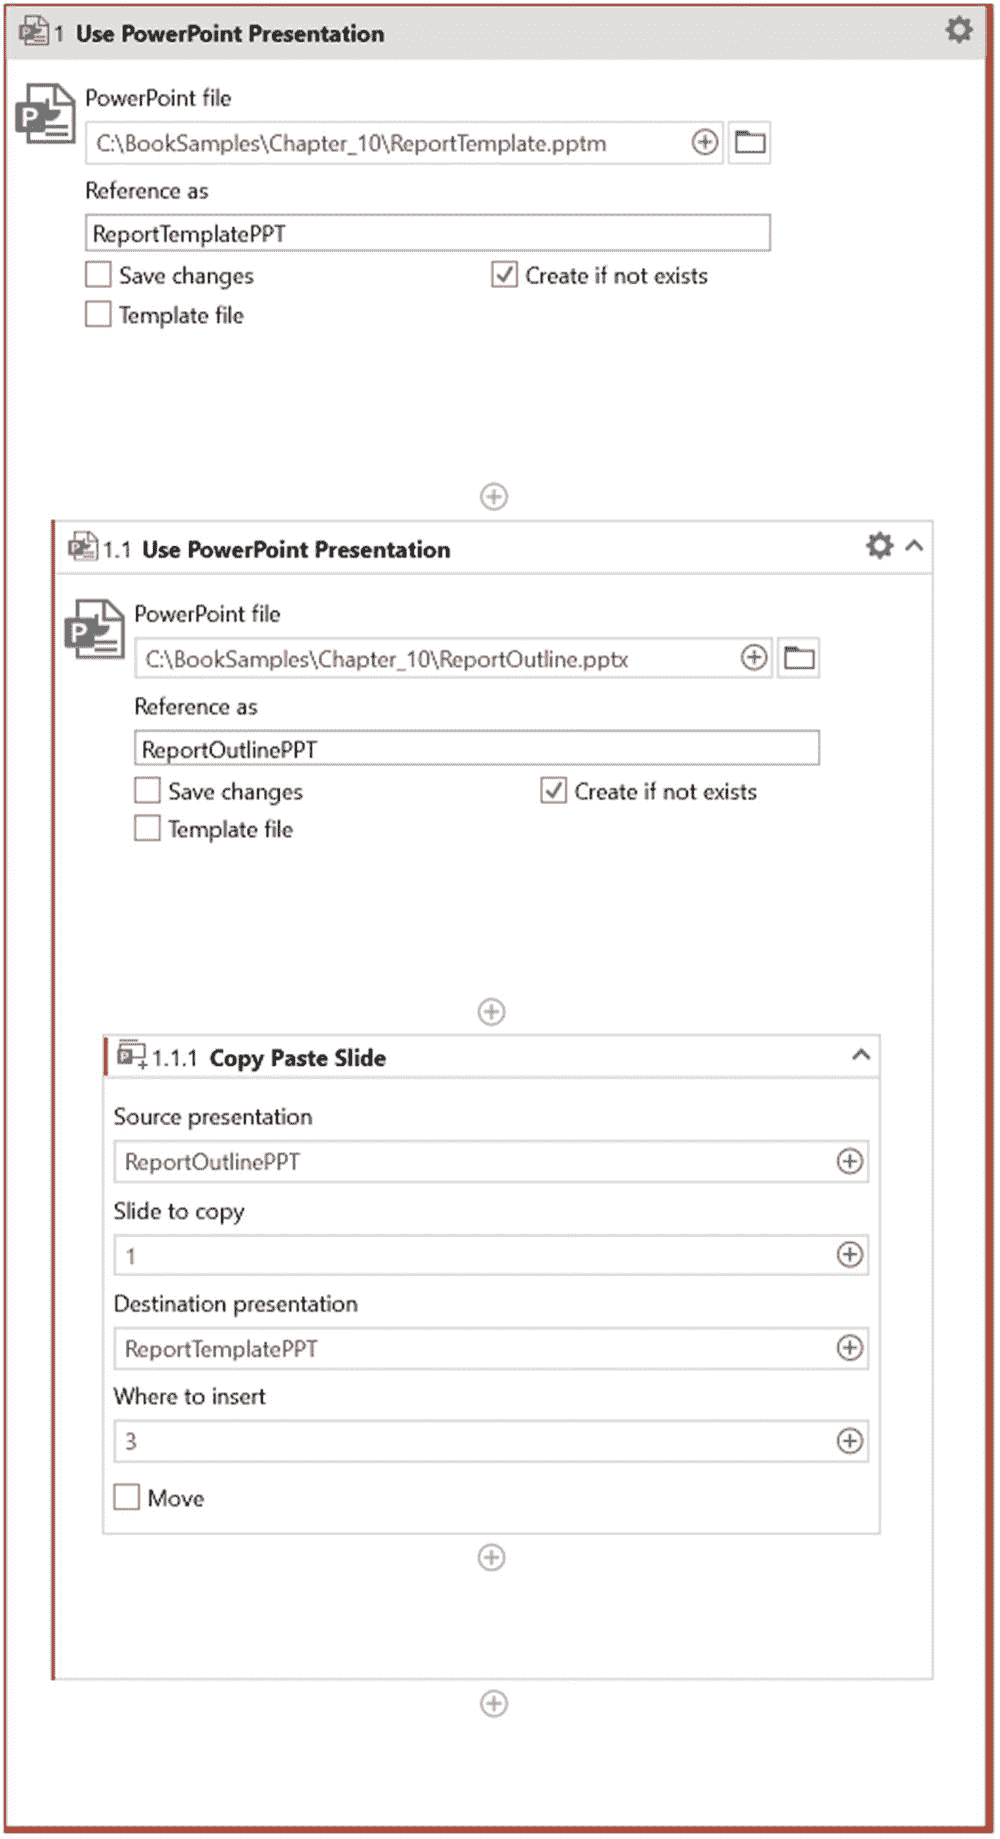 1 Use PowerPoint Presentation
PowerPoint file
C:\BookSamples\Chapter_10\ReportTemplate.pptm
Reference as
ReportTemplatePPT
Save changes Create if not exists
Template file
1.1 Use PowerPoint Presentation
PowerPoint file
C:\BookSamples\Chapter_10\ReportOutline.pptx
Reference as
ReportOutlinePPT
Save changes Create if not exists
Template file
1.1.1 Copy Paste Slide
Source presentation
ReportOutlinePPT
Slide to copy
1
Destination presentation
ReportTemplatePPT
Where to insert
3
Move